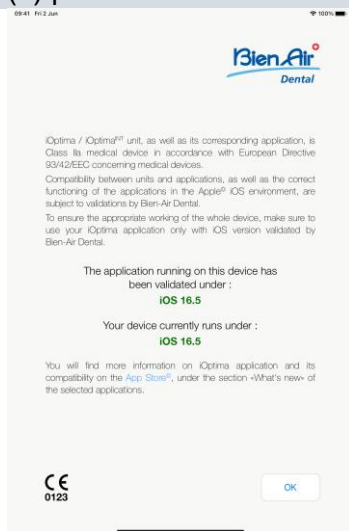 09:41 Fri 2 Jun
100%
Bien Air
Dental
iOptima / iOptimaINT unit, as well as its corresponding application, is
Class IIa medical device in accordance with European Directive
93/42/EEC concerning medical devices.
Compatibility between units and applications, as well as the correct
functioning of the applications in the Apple® iOS environment, are
subject to validations by Bien-Air Dental.
To ensure the appropriate working of the whole device, make sure to
use your iOptima application only with iOS version validated by
Bien-Air Dental.
The application running on this device has
been validated under :
iOS 16.5
Your device currently runs under :
iOS 16.5
You will find more information on iOptima application and its
compatibility on the App Store®, under the section «What's new» of
the selected applications.
CE
0123
OK